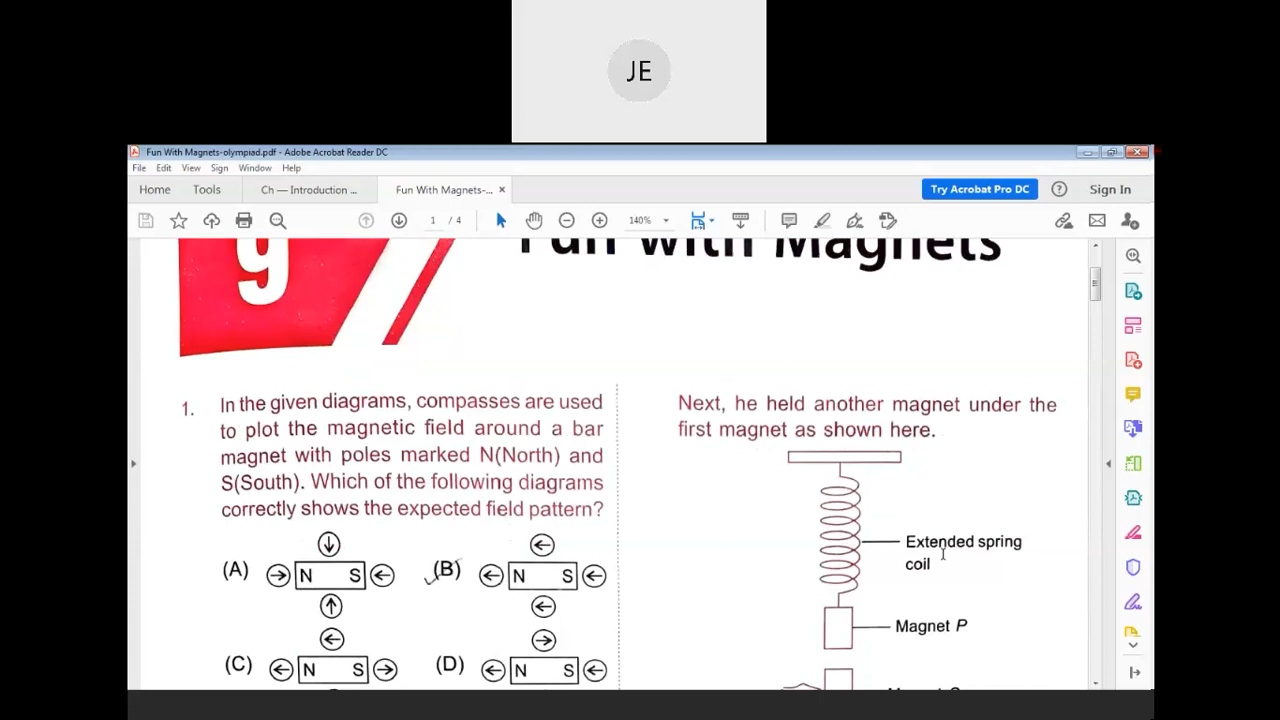 JE
Fun With Magnets-olympiad.pdf - Adobe Acrobat Reader DC
File Edit View Sign Window Help
Home Tools Ch — Introduction ... Fun With Magnets-... × Try Acrobat Pro DC Sign In
1 / 4 140%
9 Fun with Magnets
1. In the given diagrams, compasses are used
to plot the magnetic field around a bar
magnet with poles marked N(North) and
S(South). Which of the following diagrams
correctly shows the expected field pattern?
(A) N S
(B) N S
(C) N S
(D) N S
Next, he held another magnet under the
first magnet as shown here.
Extended spring
coil
Magnet P